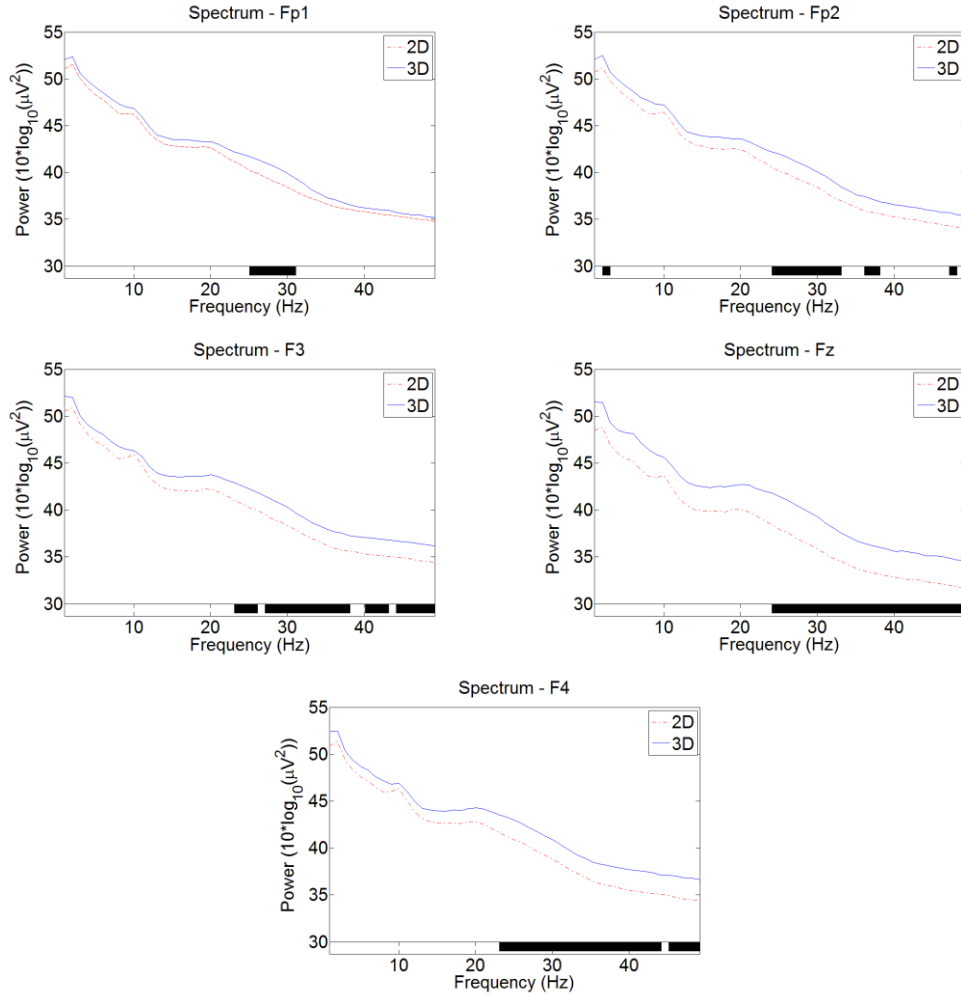 Spectrum - Fp1
55
50
45
40
35
30
Power (10*log10(μV²))
2D
3D
10 20 30 40
Frequency (Hz)
Spectrum - Fp2
55
50
45
40
35
30
Power (10*log10(μV²))
2D
3D
10 20 30 40
Frequency (Hz)
Spectrum - F3
55
50
45
40
35
30
Power (10*log10(μV²))
2D
3D
10 20 30 40
Frequency (Hz)
Spectrum - Fz
55
50
45
40
35
30
Power (10*log10(μV²))
2D
3D
10 20 30 40
Frequency (Hz)
Spectrum - F4
55
50
45
40
35
30
Power (10*log10(μV²))
2D
3D
10 20 30 40
Frequency (Hz)